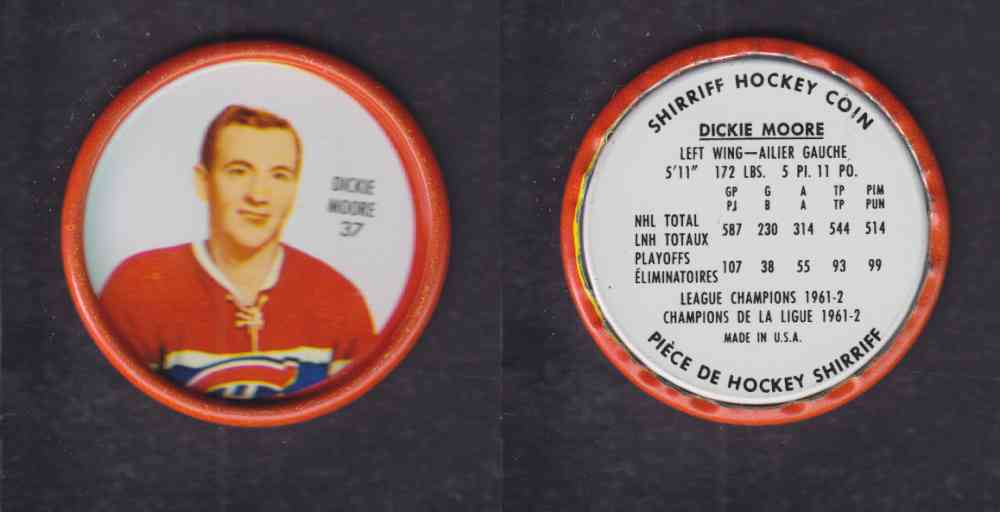 DICKIE
MOORE
37
SHIRRIFF HOCKEY COIN
DICKIE MOORE
LEFT WING—AILIER GAUCHE
5'11" 172 LBS. 5 PI. 11 PO.
GP G A TP PIM
PJ B A TP PUN
NHL TOTAL
LNH TOTAUX 587 230 314 544 514
PLAYOFFS
ÉLIMINATOIRES 107 38 55 93 99
LEAGUE CHAMPIONS 1961-2
CHAMPIONS DE LA LIGUE 1961-2
MADE IN U.S.A.
PIÈCE DE HOCKEY SHIRRIFF